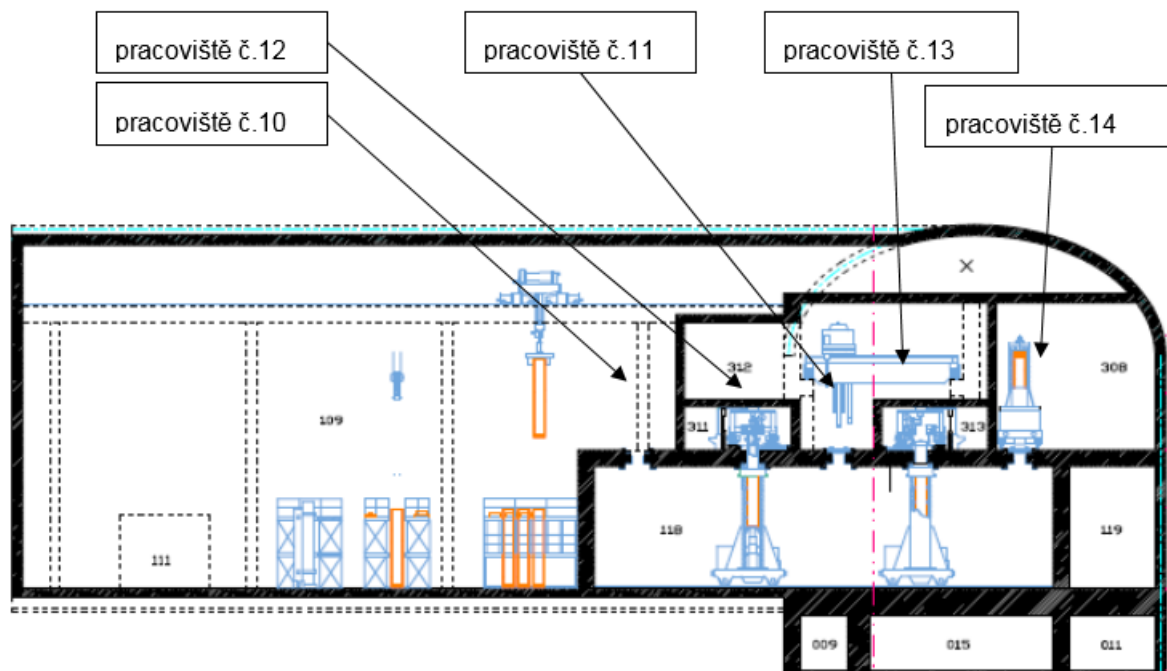 pracoviště č.12
pracoviště č.11
pracoviště č.13
pracoviště č.10
pracoviště č.14
312
308
109
311
313
118
119
111
009
015
011